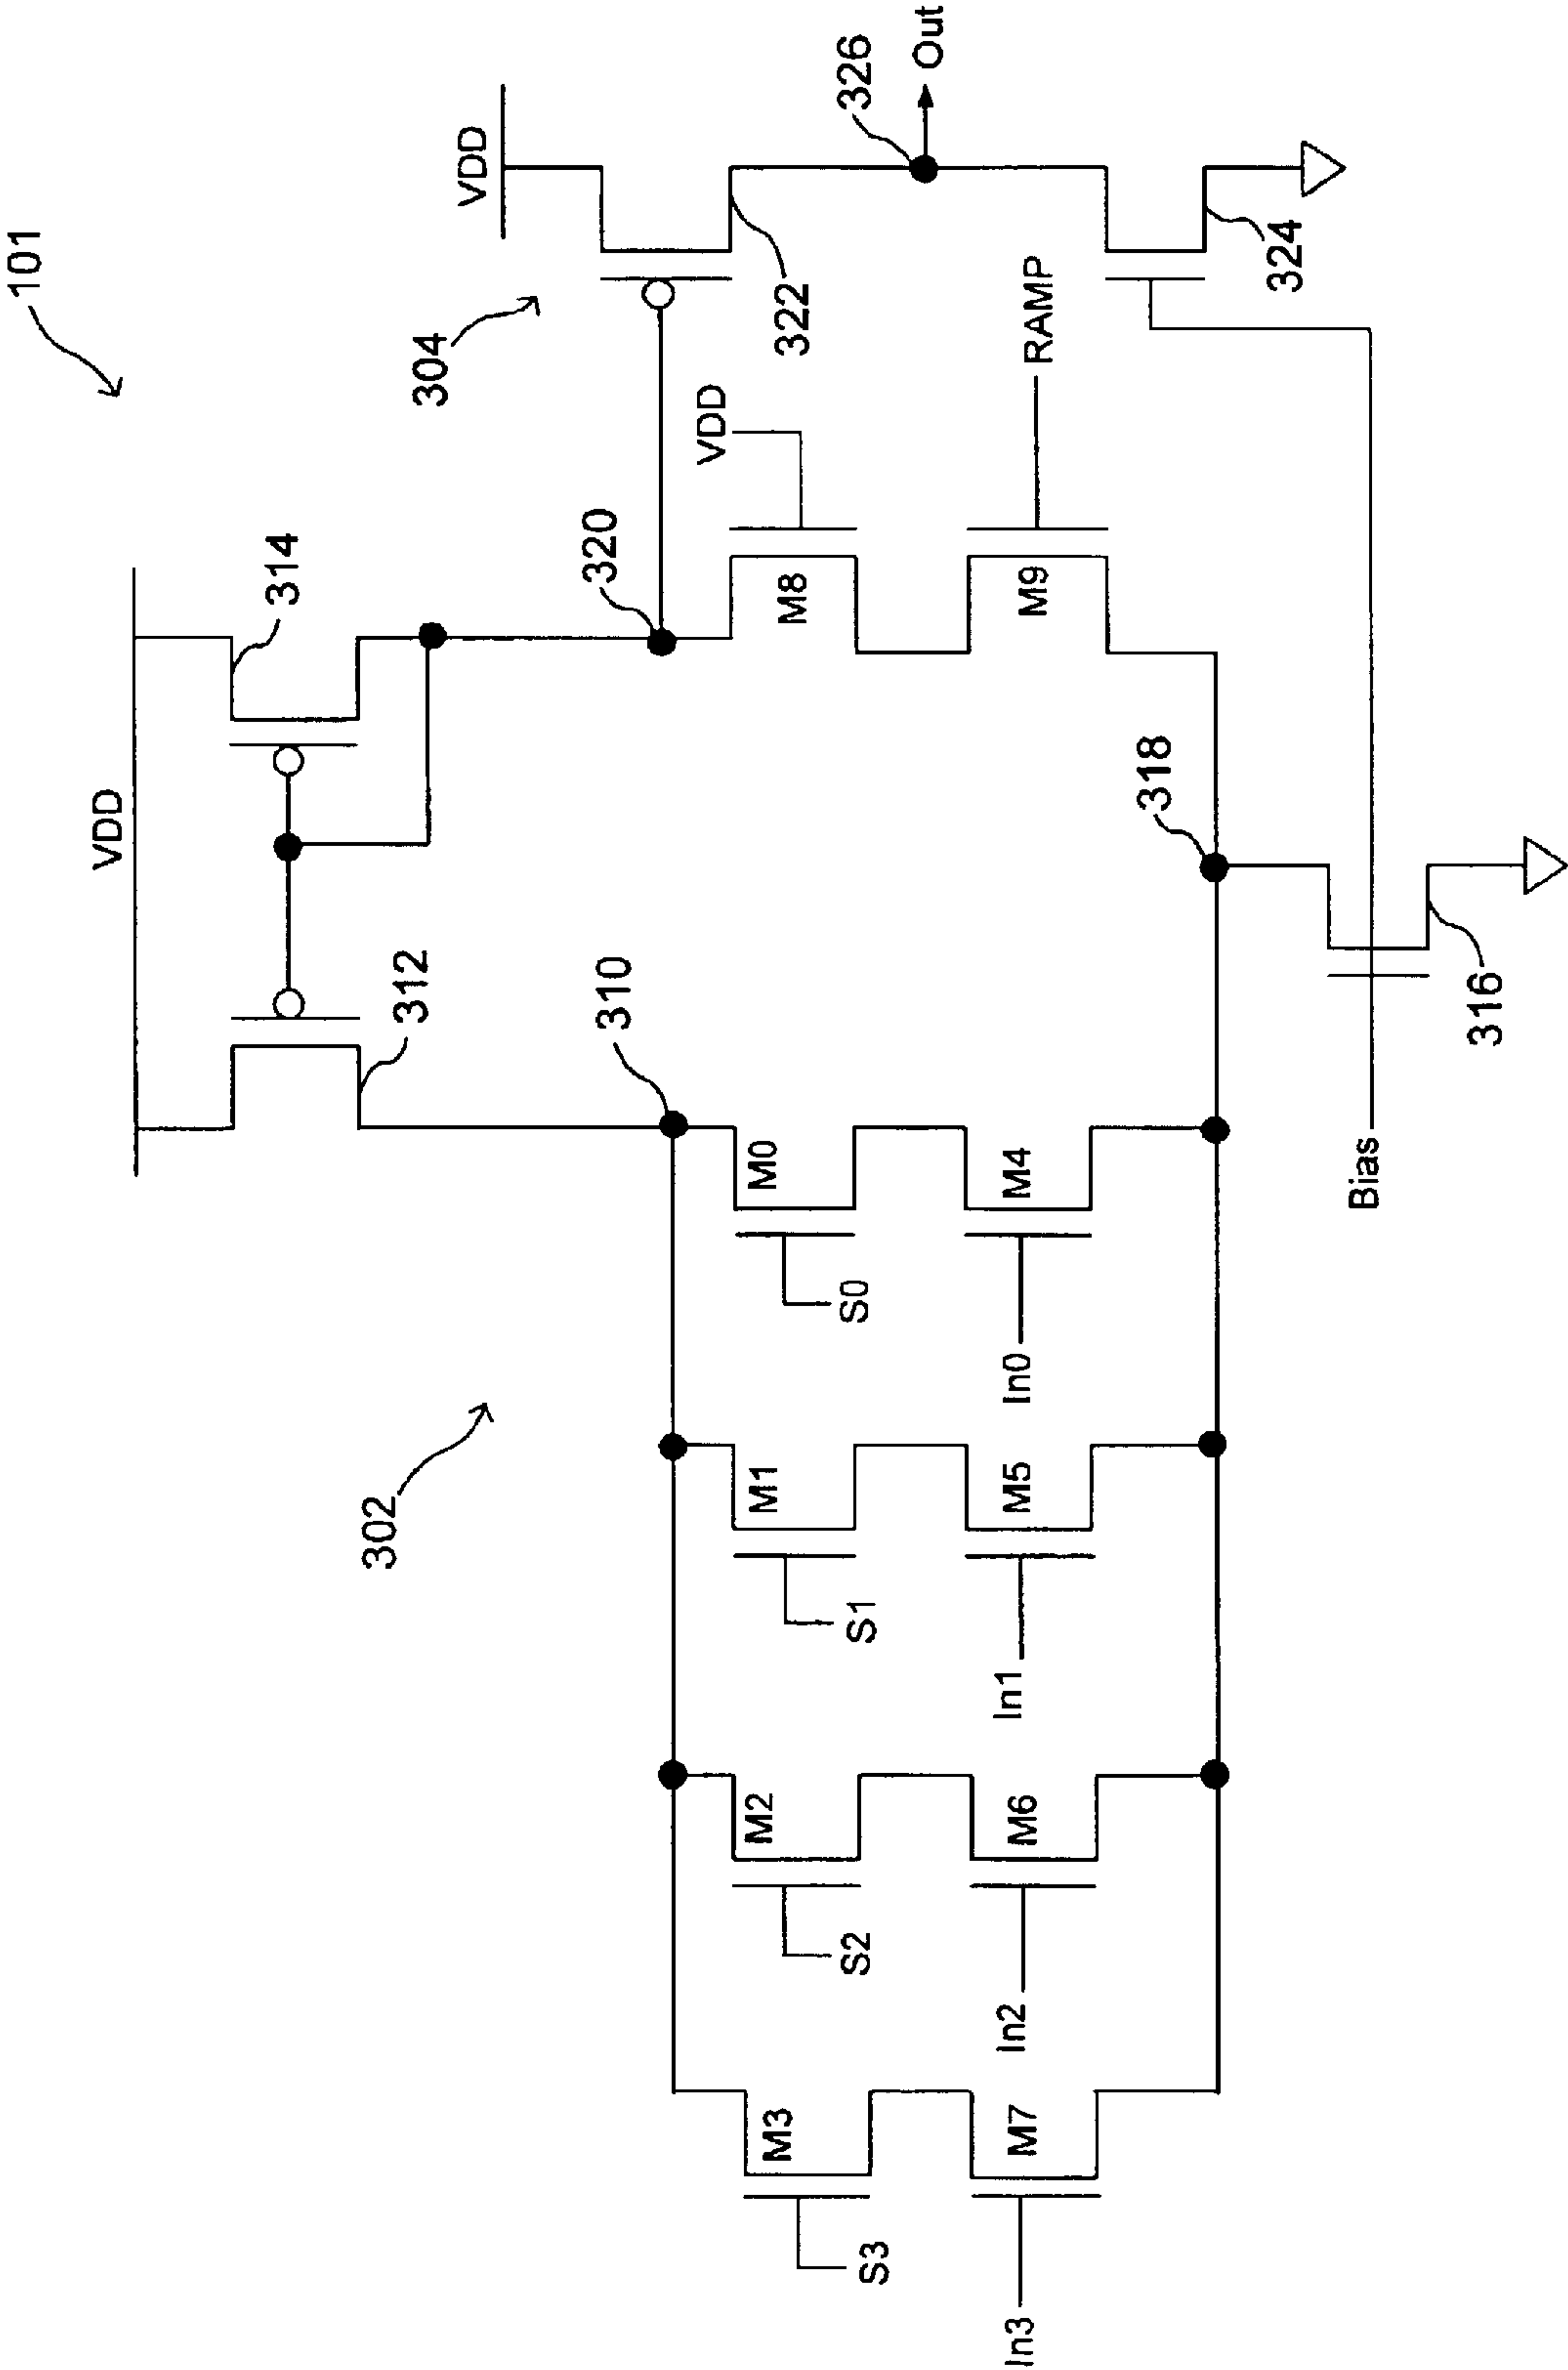 101
VDD
314
312
304
VDD
322
326
Out
302
310
320
VDD
S3
M3
S2
M2
S1
M1
S0
M0
M8
In3
M7
In2
M6
In1
M5
In0
M4
M9
RAMP
318
324
Bias
316